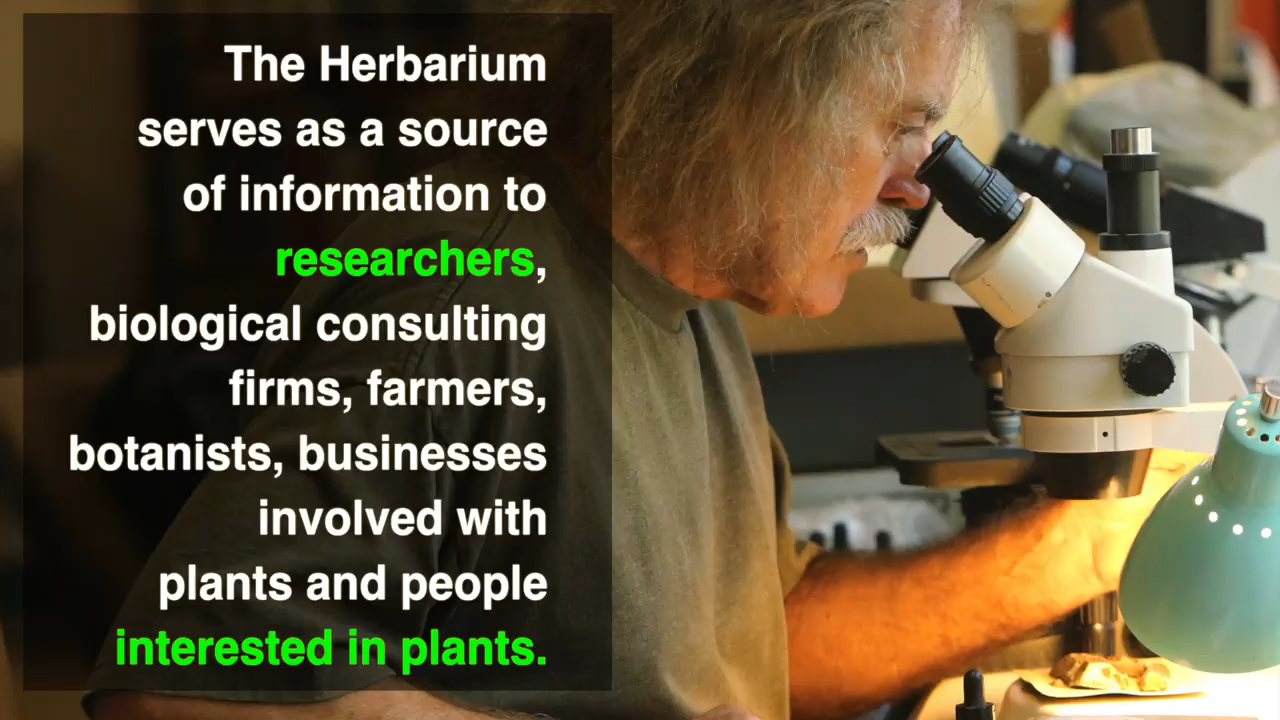 The Herbarium
serves as a source
of information to
researchers,
biological consulting
firms, farmers,
botanists, businesses
involved with
plants and people
interested in plants.